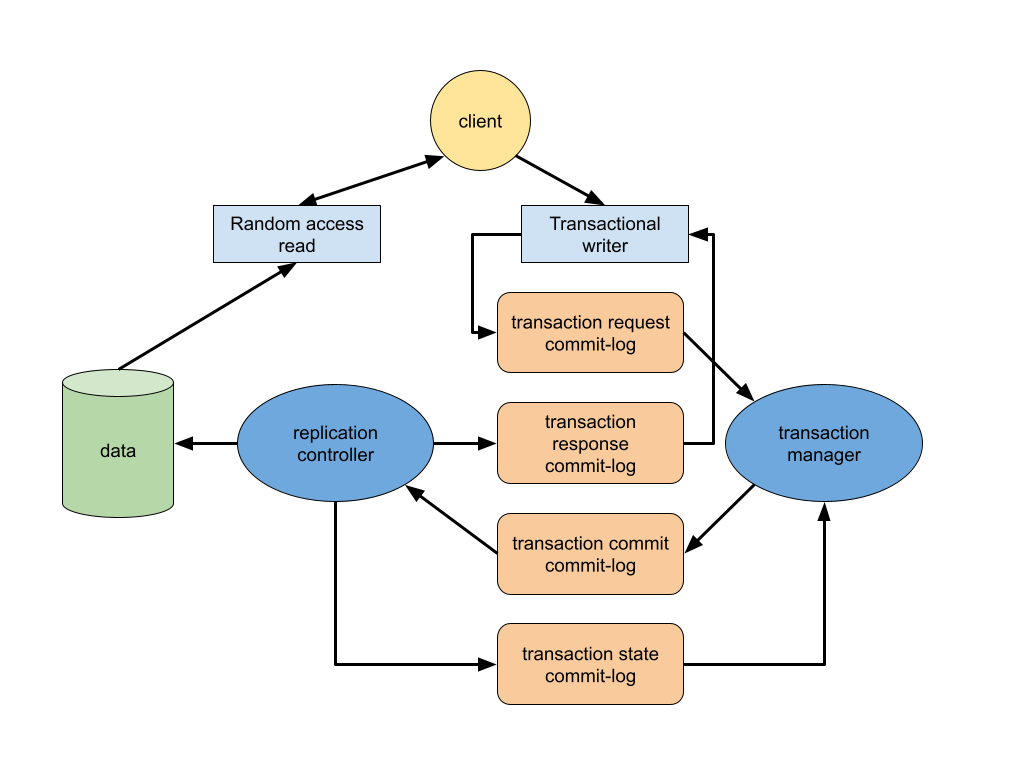 client
Random access
read
Transactional
writer
transaction request
commit-log
data
replication
controller
transaction
response
commit-log
transaction
manager
transaction commit
commit-log
transaction state
commit-log